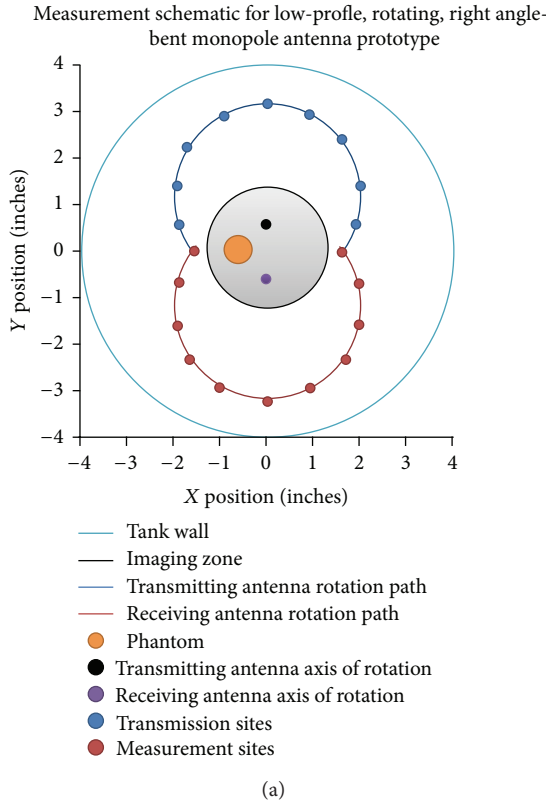 Measurement schematic for low-profle, rotating, right angle-
bent monopole antenna prototype
4
3
2
1
0
−1
−2
−3
−4
Y position (inches)
−4 −3 −2 −1 0 1 2 3 4
X position (inches)
Tank wall
Imaging zone
Transmitting antenna rotation path
Receiving antenna rotation path
Phantom
Transmitting antenna axis of rotation
Receiving antenna axis of rotation
Transmission sites
Measurement sites
(a)